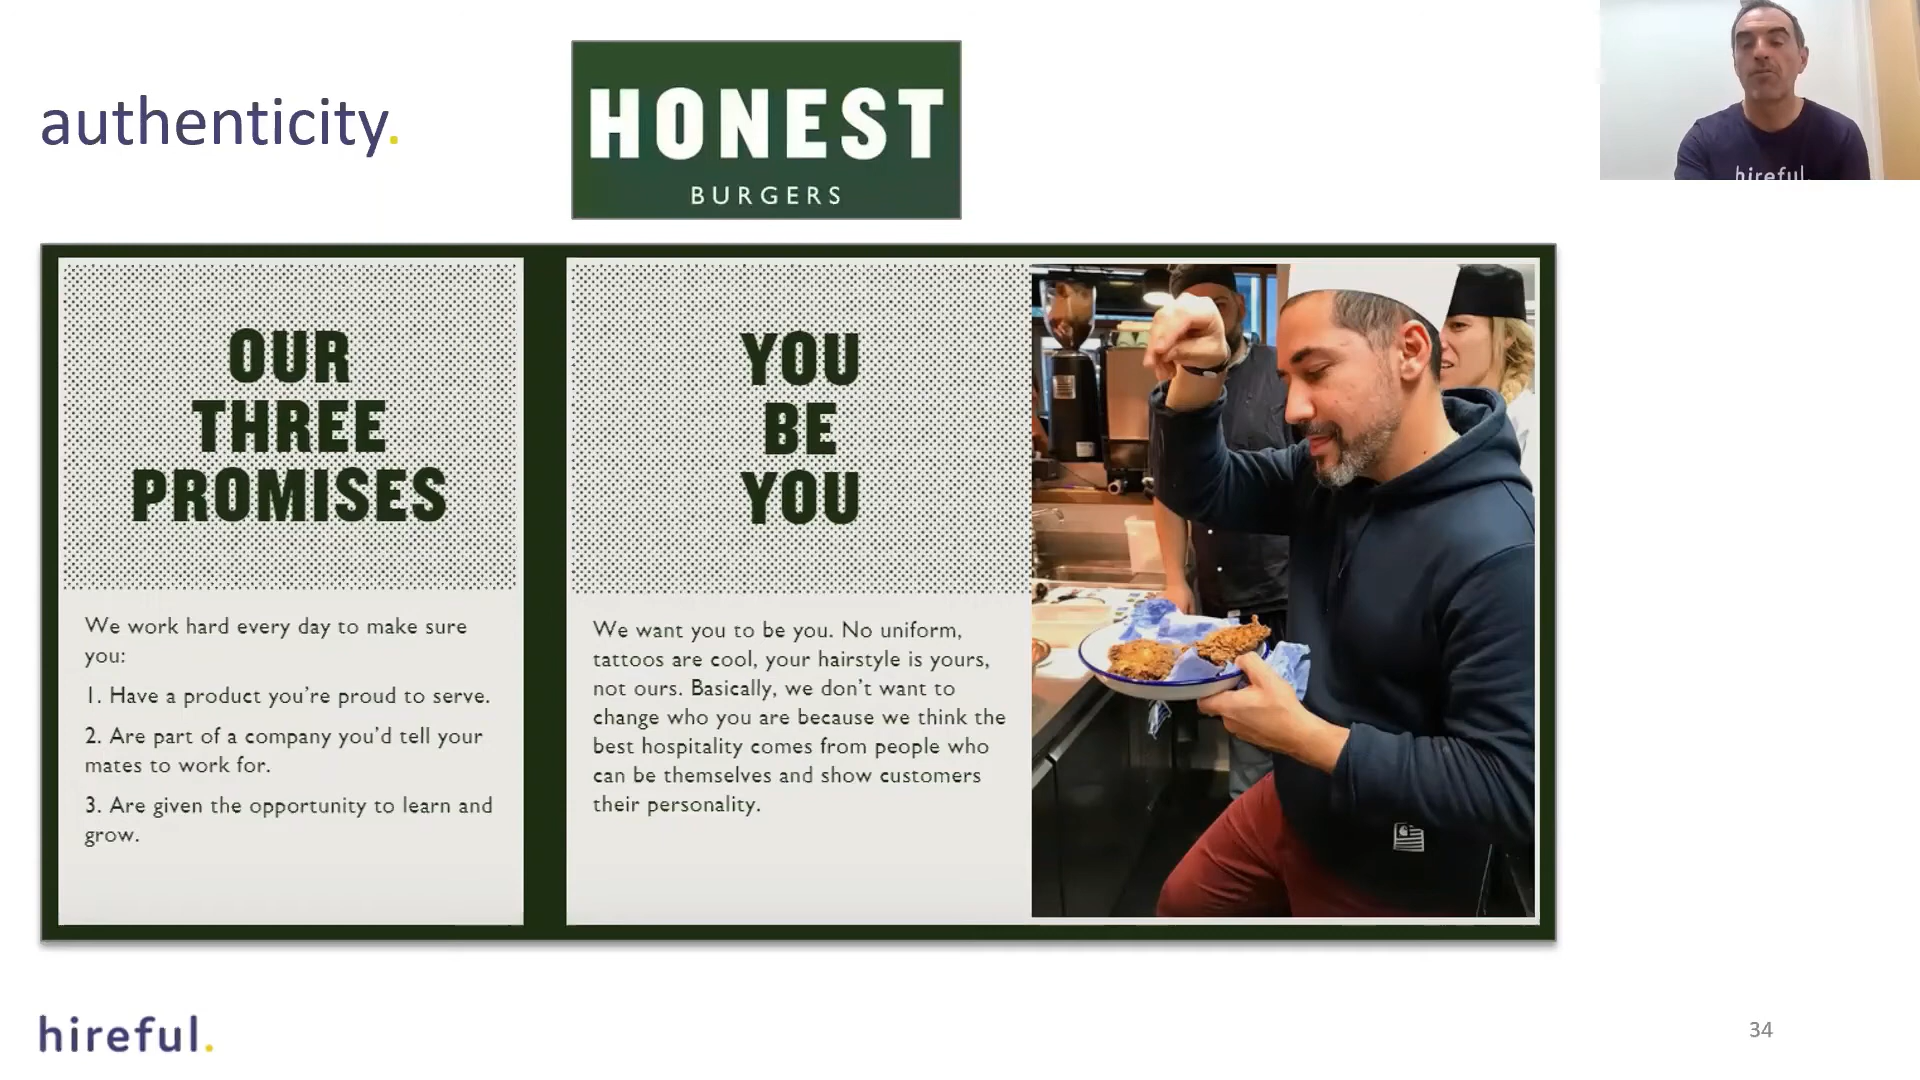 authenticity.
HONEST
BURGERS
hireful.
OUR
THREE
PROMISES
We work hard every day to make sure
you:
1. Have a product you’re proud to serve.
2. Are part of a company you’d tell your
mates to work for.
3. Are given the opportunity to learn and
grow.
YOU
BE
YOU
We want you to be you. No uniform,
tattoos are cool, your hairstyle is yours,
not ours. Basically, we don’t want to
change who you are because we think the
best hospitality comes from people who
can be themselves and show customers
their personality.
hireful.
34